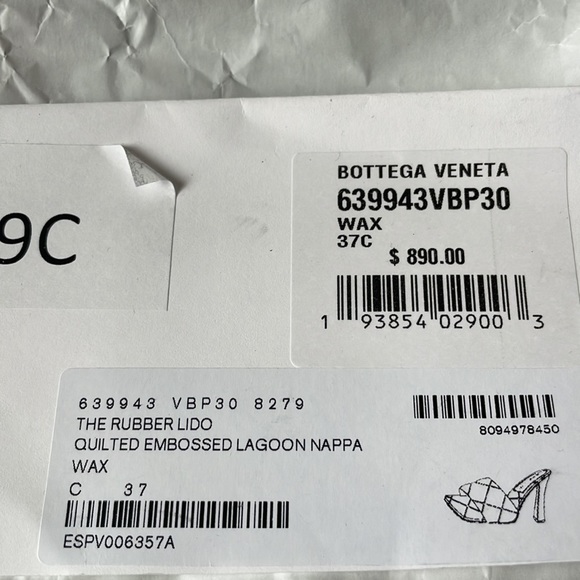 9C
BOTTEGA VENETA
639943VBP30
WAX
37C
$ 890.00
1 93854 02900 3
639943 VBP30 8279
THE RUBBER LIDO
QUILTED EMBOSSED LAGOON NAPPA
WAX
C 37
ESPV006357A
8094978450